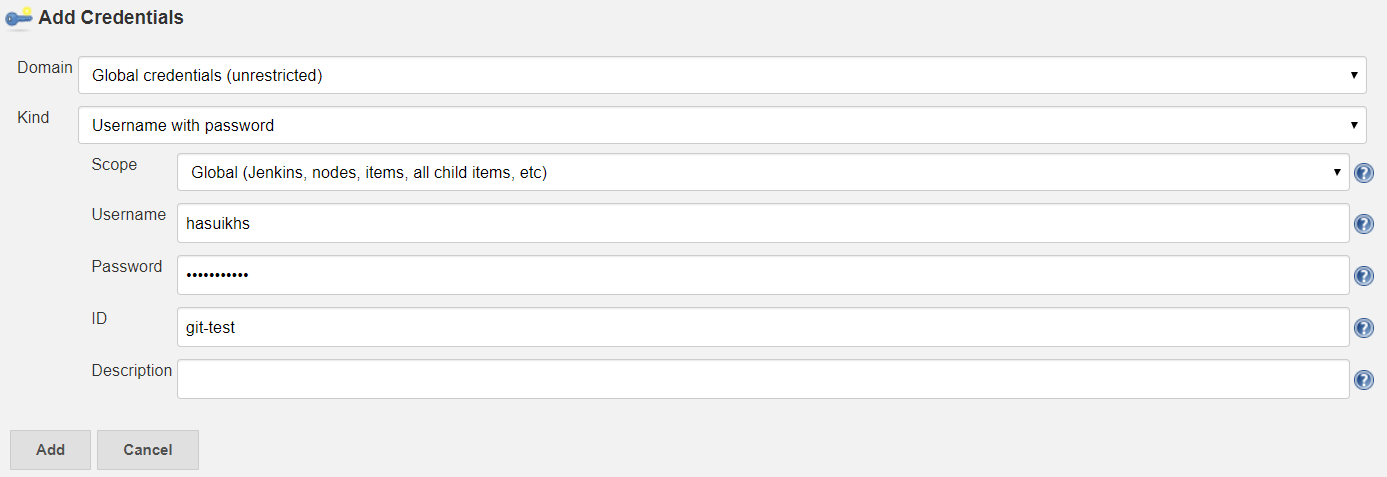 Add Credentials
Domain Global credentials (unrestricted)
Kind Username with password
Scope Global (Jenkins, nodes, items, all child items, etc)
Username hasuikhs
Password •••••••••••
ID git-test
Description
Add Cancel